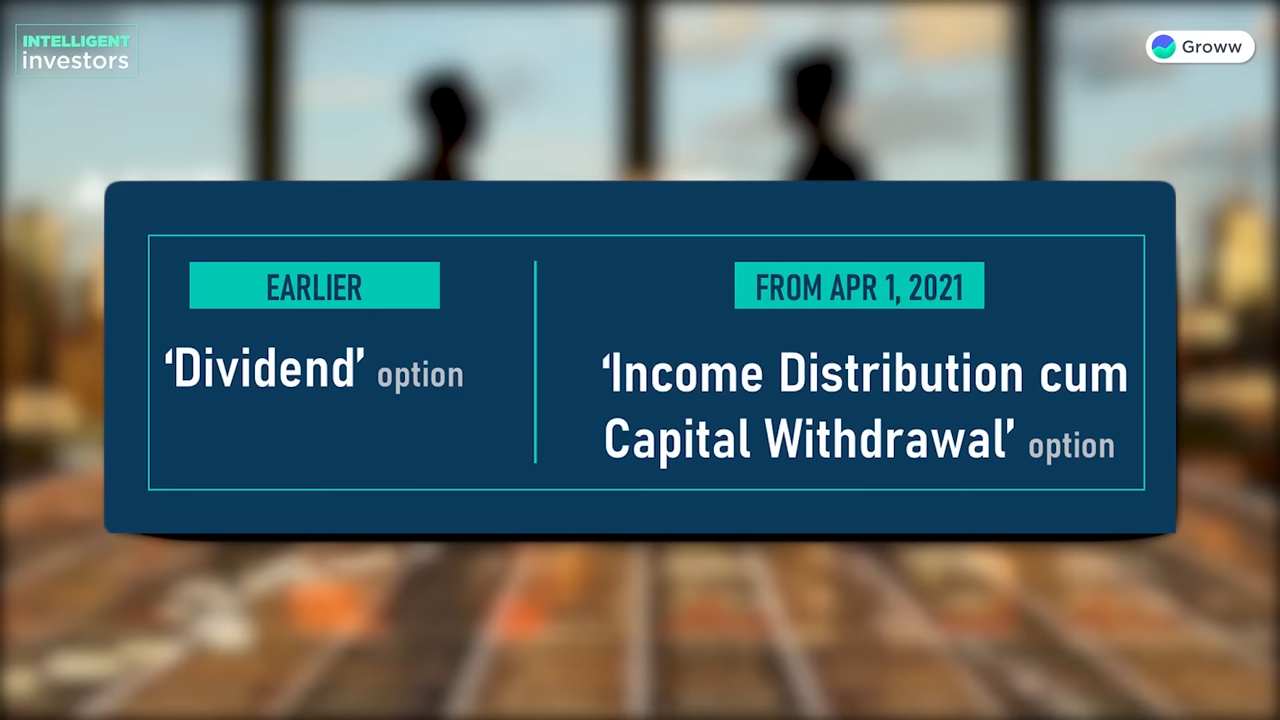 INTELLIGENT
investors
Groww
EARLIER
‘Dividend’ option
FROM APR 1, 2021
‘Income Distribution cum
Capital Withdrawal’ option